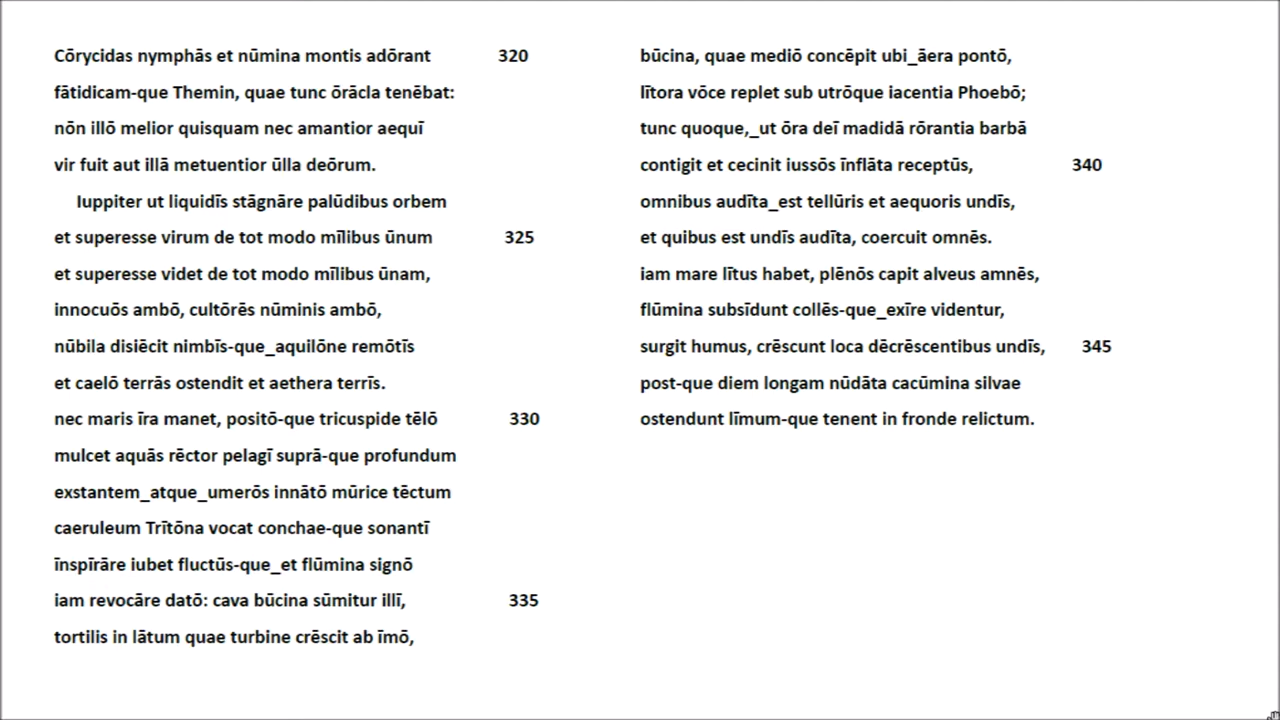 Cōrycidas nymphās et nūmina montis adōrant 320
fātidicam-que Themin, quae tunc ōrācla tenēbat:
nōn illō melior quisquam nec amantior aequī
vir fuit aut illā metuentior ūlla deōrum.
Iuppiter ut liquidīs stāgnāre palūdibus orbem
et superesse virum de tot modo mīlibus ūnum 325
et superesse videt de tot modo mīlibus ūnam,
innocuōs ambō, cultōrēs nūminis ambō,
nūbila disiēcit nimbīs-que_aquilōne remōtīs
et caelō terrās ostendit et aethera terrīs.
nec maris īra manet, positō-que tricuspide tēlō 330
mulcet aquās rēctor pelagī suprā-que profundum
exstantem_atque_umerōs innātō mūrice tēctum
caeruleum Trītōna vocat conchae-que sonantī
īnspīrāre iubet fluctūs-que_et flūmina signō
iam revocāre datō: cava būcina sūmitur illī, 335
tortilis in lātum quae turbine crēscit ab īmō,
būcina, quae mediō concēpit ubi_āera pontō,
lītora vōce replet sub utrōque iacentia Phoebō;
tunc quoque,_ut ōra deī madidā rōrantia barbā
contigit et cecinit iussōs īnflāta receptūs, 340
omnibus audīta_est tellūris et aequoris undīs,
et quibus est undīs audīta, coercuit omnēs.
iam mare lītus habet, plēnōs capit alveus amnēs,
flūmina subsīdunt collēs-que_exīre videntur,
surgit humus, crēscunt loca dēcrēscentibus undīs, 345
post-que diem longam nūdāta cacūmina silvae
ostendunt līmum-que tenent in fronde relictum.